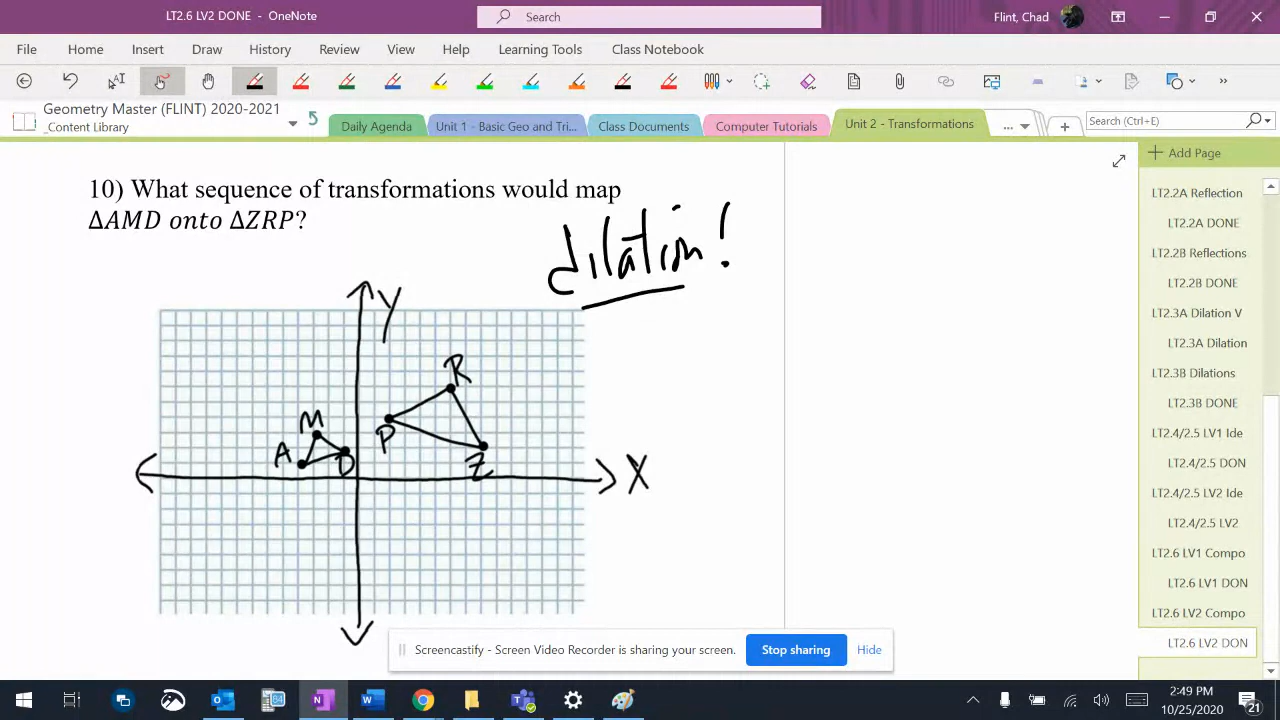 LT2.6 LV2 DONE - OneNote
Search
Flint, Chad
File Home Insert Draw History Review View Help Learning Tools Class Notebook
Geometry Master (FLINT) 2020-2021
_Content Library
Daily Agenda
Unit 1 - Basic Geo and Tri...
Class Documents
Computer Tutorials
Unit 2 - Transformations
...
Search (Ctrl+E)
Add Page
LT2.2A Reflection
LT2.2A DONE
LT2.2B Reflections
LT2.2B DONE
LT2.3A Dilation V
LT2.3A Dilation
LT2.3B Dilations
LT2.3B DONE
LT2.4/2.5 LV1 Ide
LT2.4/2.5 DON
LT2.4/2.5 LV2 Ide
LT2.4/2.5 LV2
LT2.6 LV1 Compo
LT2.6 LV1 DON
LT2.6 LV2 Compo
LT2.6 LV2 DON
10) What sequence of transformations would map
ΔAMD onto ΔZRP?
dilation!
Y
R
M
P
A
D
Z
X
Screencastify - Screen Video Recorder is sharing your screen.
Stop sharing
Hide
2:49 PM
10/25/2020
21